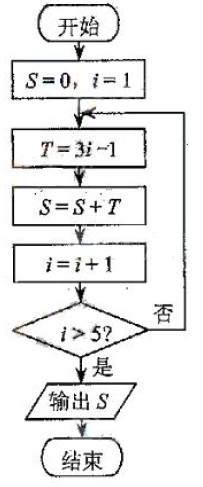 开始
S=0, i=1
T=3i-1
S=S+T
i=i+1
i>5?
否
是
输出S
结束